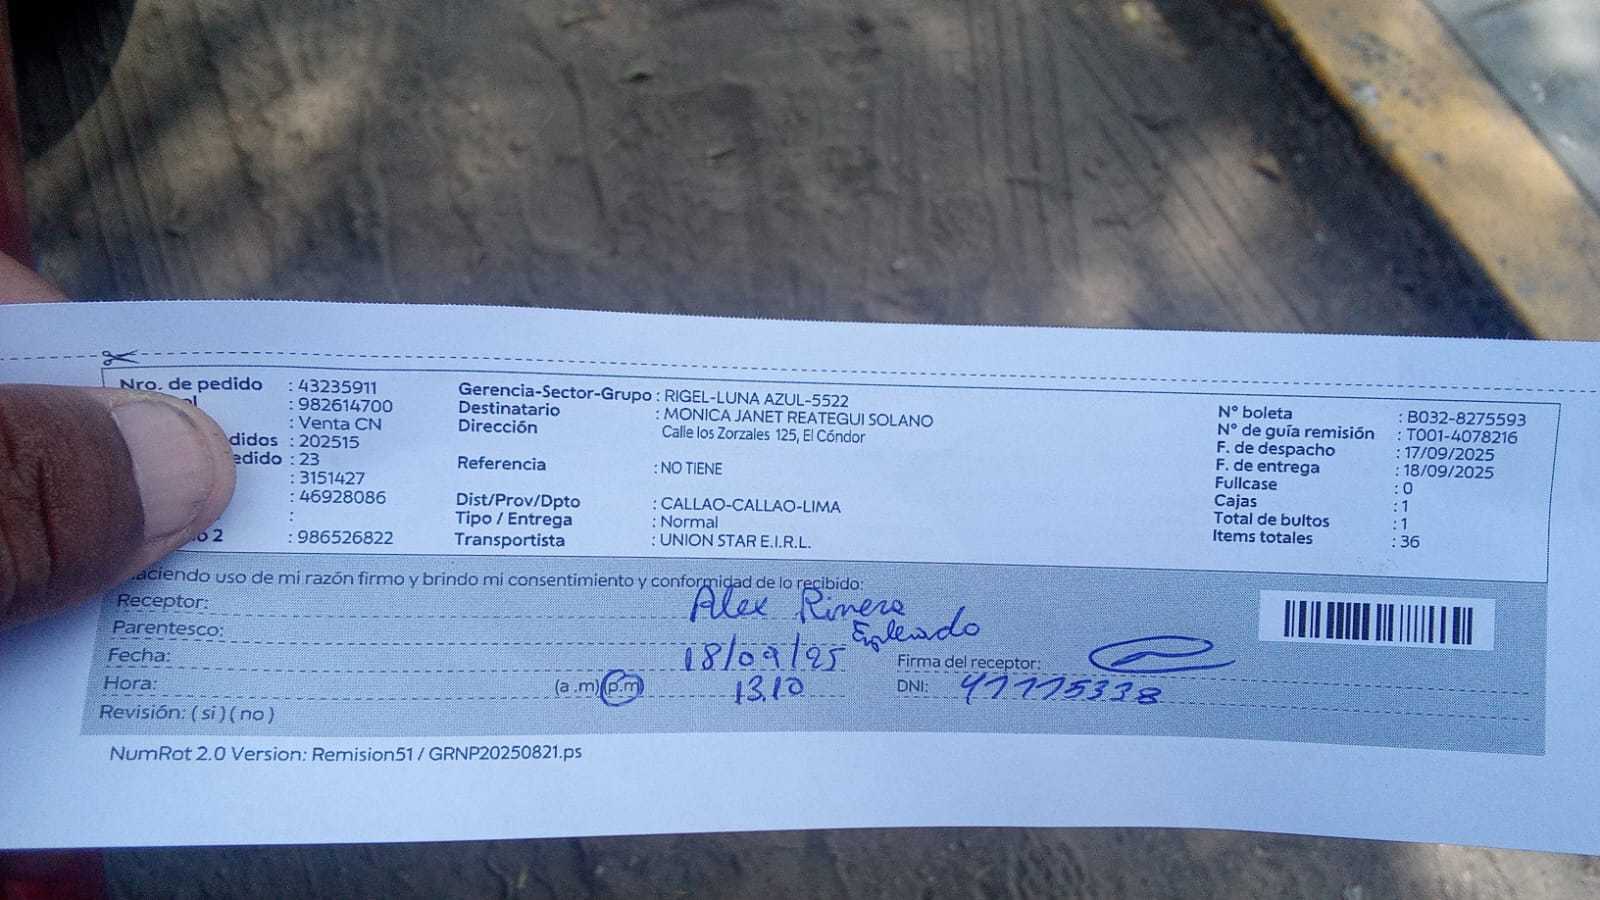 Nro. de pedido : 43235911
: 982614700
: Venta CN
didos : 202515
edido : 23
: 3151427
: 46928086
:
o 2 : 986526822
Gerencia-Sector-Grupo : RIGEL-LUNA AZUL-5522
Destinatario : MONICA JANET REATEGUI SOLANO
Dirección Calle los Zorzales 125, El Cóndor
Referencia : NO TIENE
Dist/Prov/Dpto : CALLAO-CALLAO-LIMA
Tipo / Entrega : Normal
Transportista : UNION STAR E.I.R.L.
N° boleta : B032-8275593
N° de guía remisión : T001-4078216
F. de despacho : 17/09/2025
F. de entrega : 18/09/2025
Fullcase : 0
Cajas : 1
Total de bultos : 1
Items totales : 36
aciendo uso de mi razón firmo y brindo mi consentimiento y conformidad de lo recibido:
Receptor: Alex Rivera
Parentesco: Empleado
Fecha: 18/09/25 Firma del receptor:
Hora: (a .m) (p.m) 13.10 DNI:
Revisión: ( si ) ( no )
NumRot 2.0 Version: Remision51 / GRNP20250821.ps